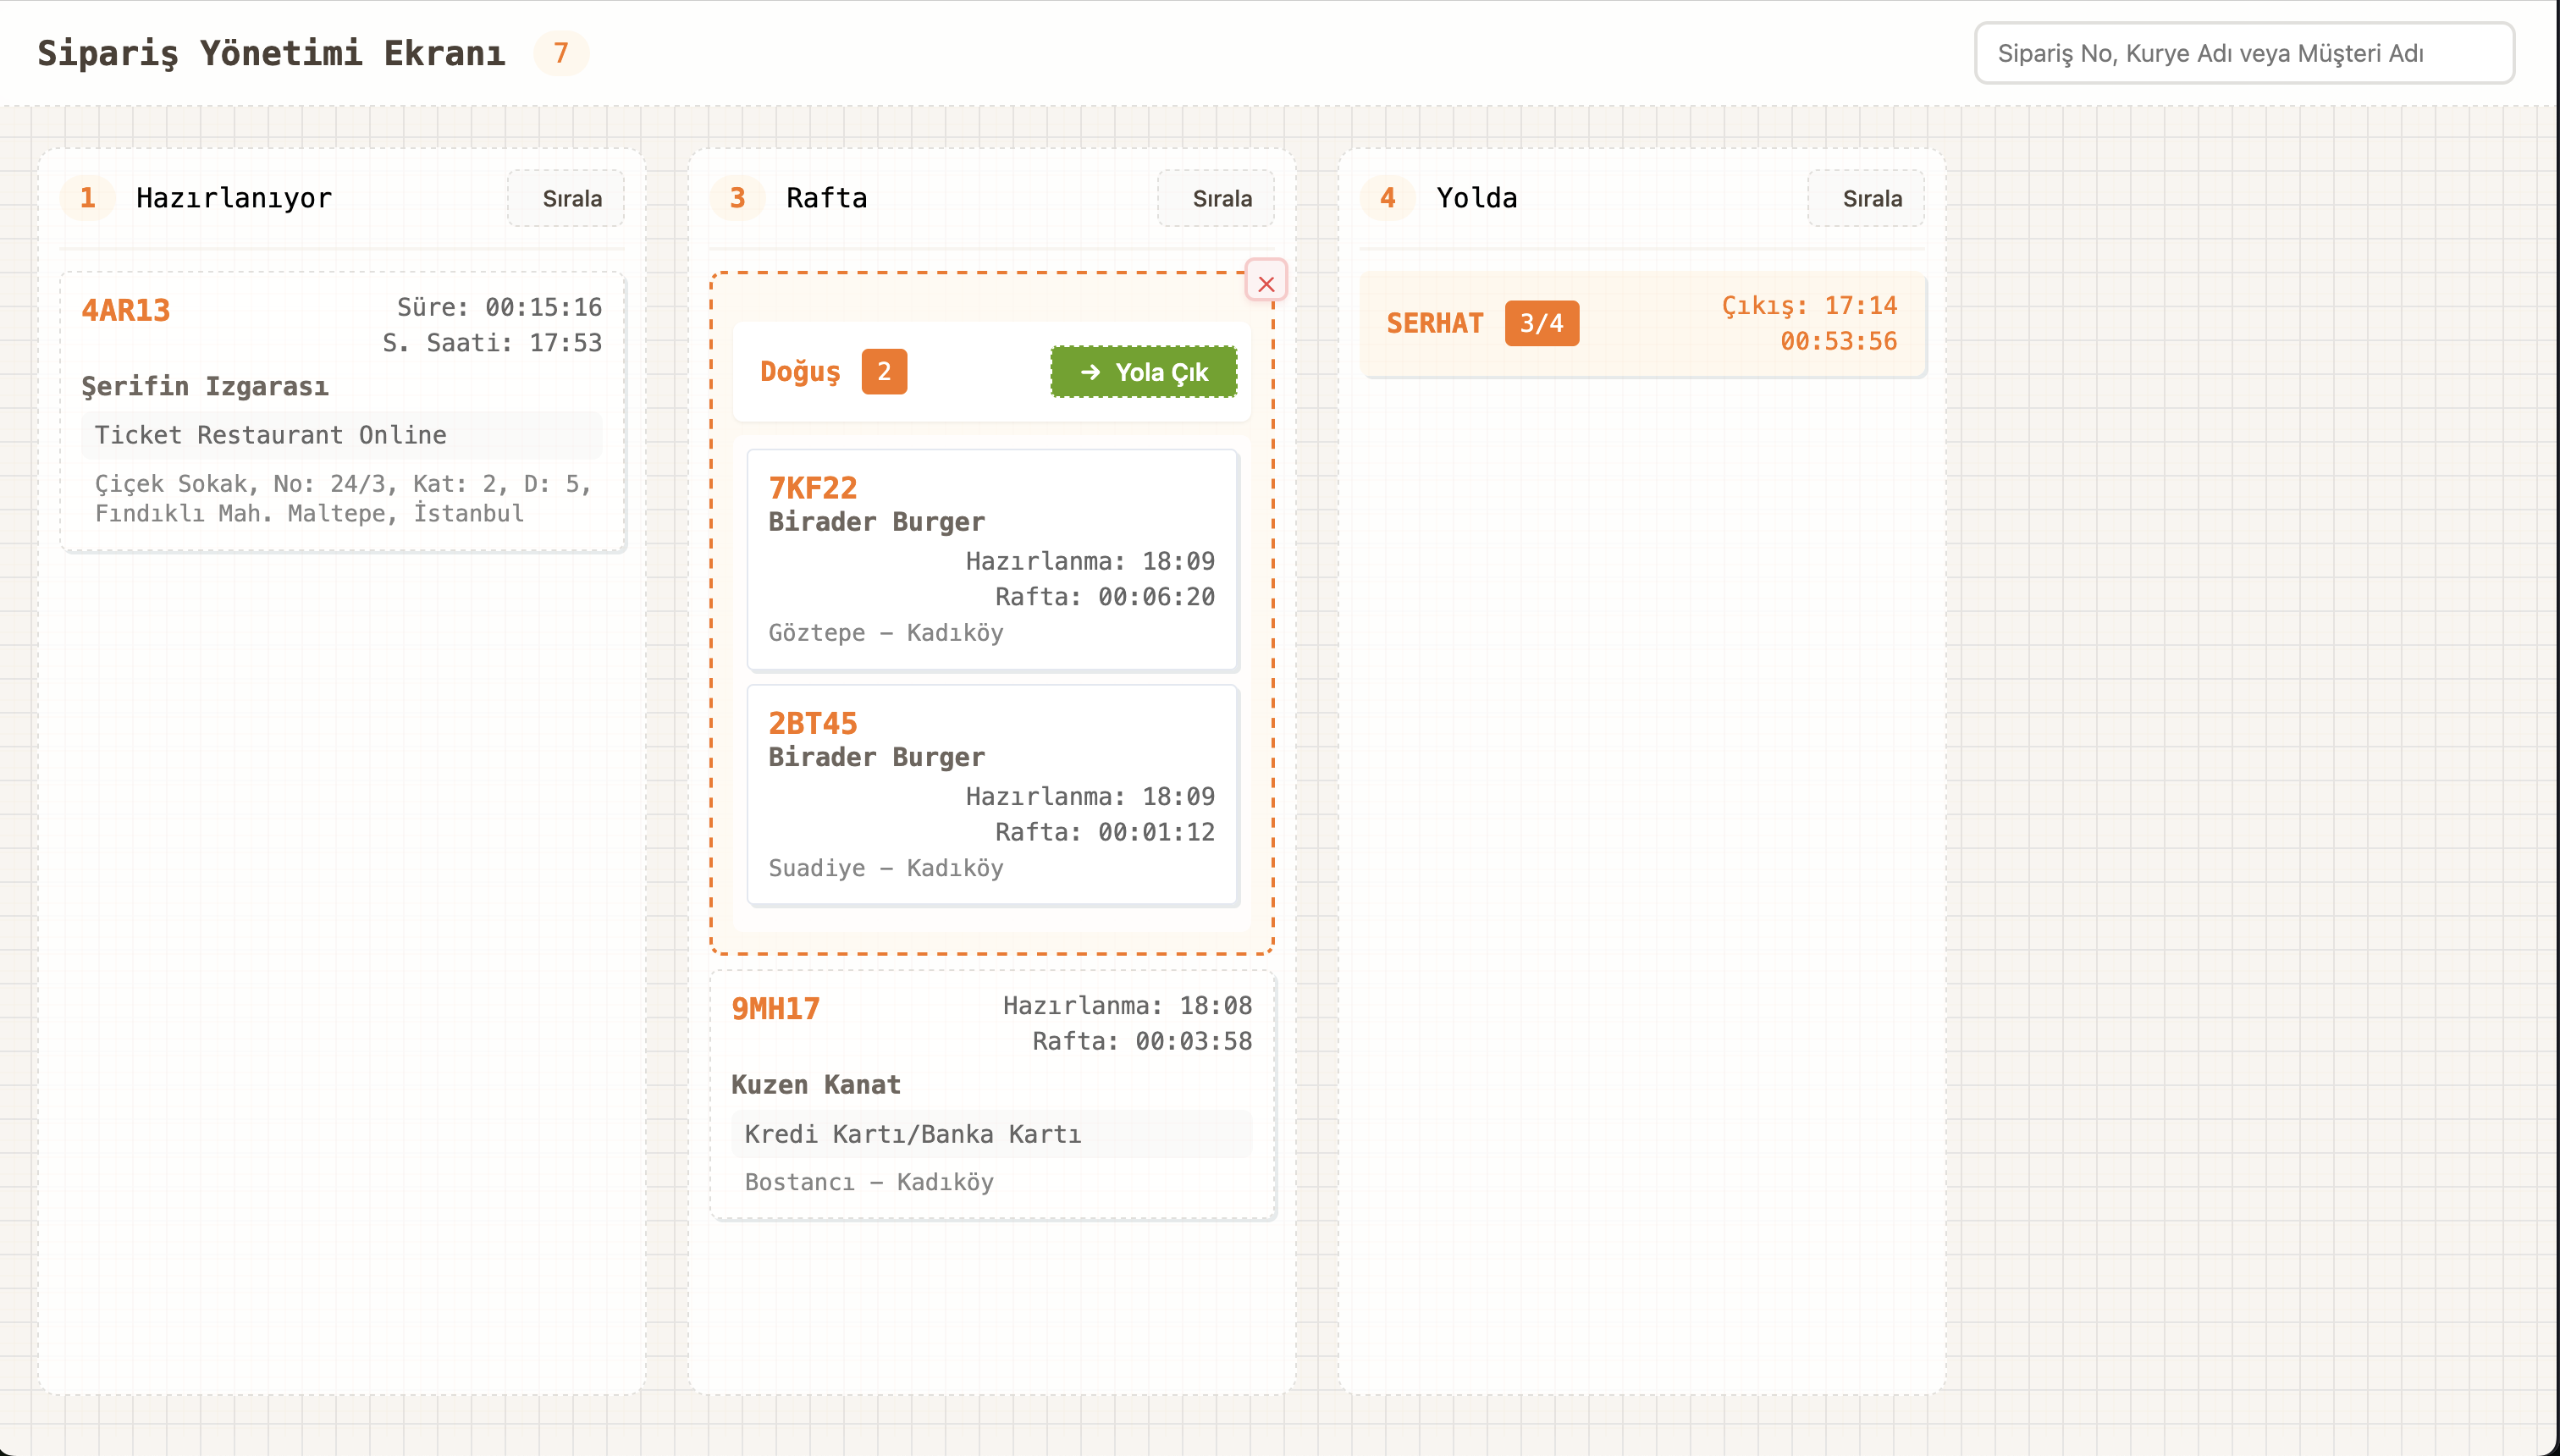 Sipariş Yönetimi Ekranı 7
Sipariş No, Kurye Adı veya Müşteri Adı
1 Hazırlanıyor Sırala
4AR13
Süre: 00:15:16
S. Saati: 17:53
Şerifin Izgarası
Ticket Restaurant Online
Çiçek Sokak, No: 24/3, Kat: 2, D: 5,
Fındıklı Mah. Maltepe, İstanbul
3 Rafta Sırala
Doğuş 2 → Yola Çık
7KF22
Birader Burger
Hazırlanma: 18:09
Rafta: 00:06:20
Göztepe – Kadıköy
2BT45
Birader Burger
Hazırlanma: 18:09
Rafta: 00:01:12
Suadiye – Kadıköy
9MH17
Hazırlanma: 18:08
Rafta: 00:03:58
Kuzen Kanat
Kredi Kartı/Banka Kartı
Bostancı – Kadıköy
4 Yolda Sırala
SERHAT 3/4
Çıkış: 17:14
00:53:56